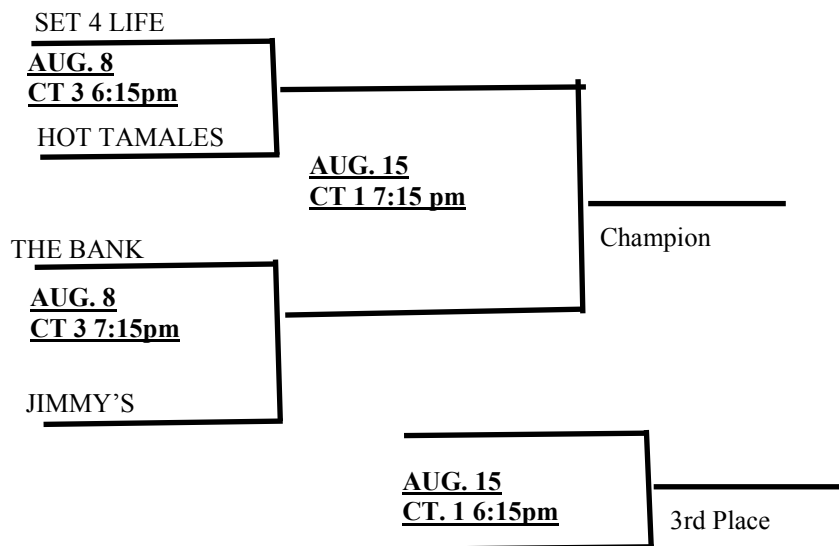 SET 4 LIFE
AUG. 8
CT 3 6:15pm
HOT TAMALES
AUG. 15
CT 1 7:15 pm
Champion
THE BANK
AUG. 8
CT 3 7:15pm
JIMMY’S
AUG. 15
CT. 1 6:15pm
3rd Place